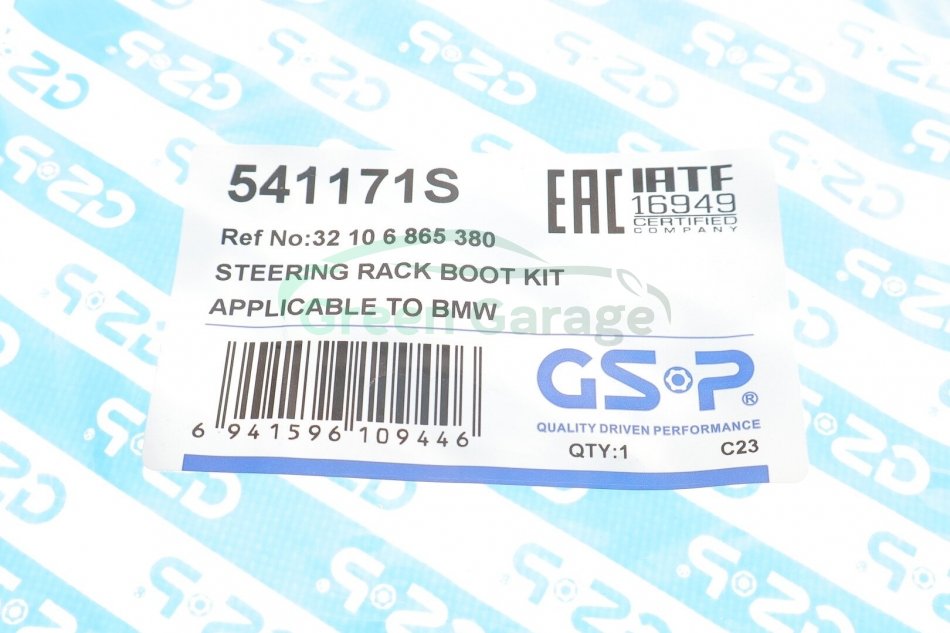 541171S
EAC
IATF
16949
CERTIFIED
COMPANY
Ref No:32 10 6 865 380
STEERING RACK BOOT KIT
APPLICABLE TO BMW
Green Garage
6 941596 109446
GSP®
QUALITY DRIVEN PERFORMANCE
QTY:1
C23